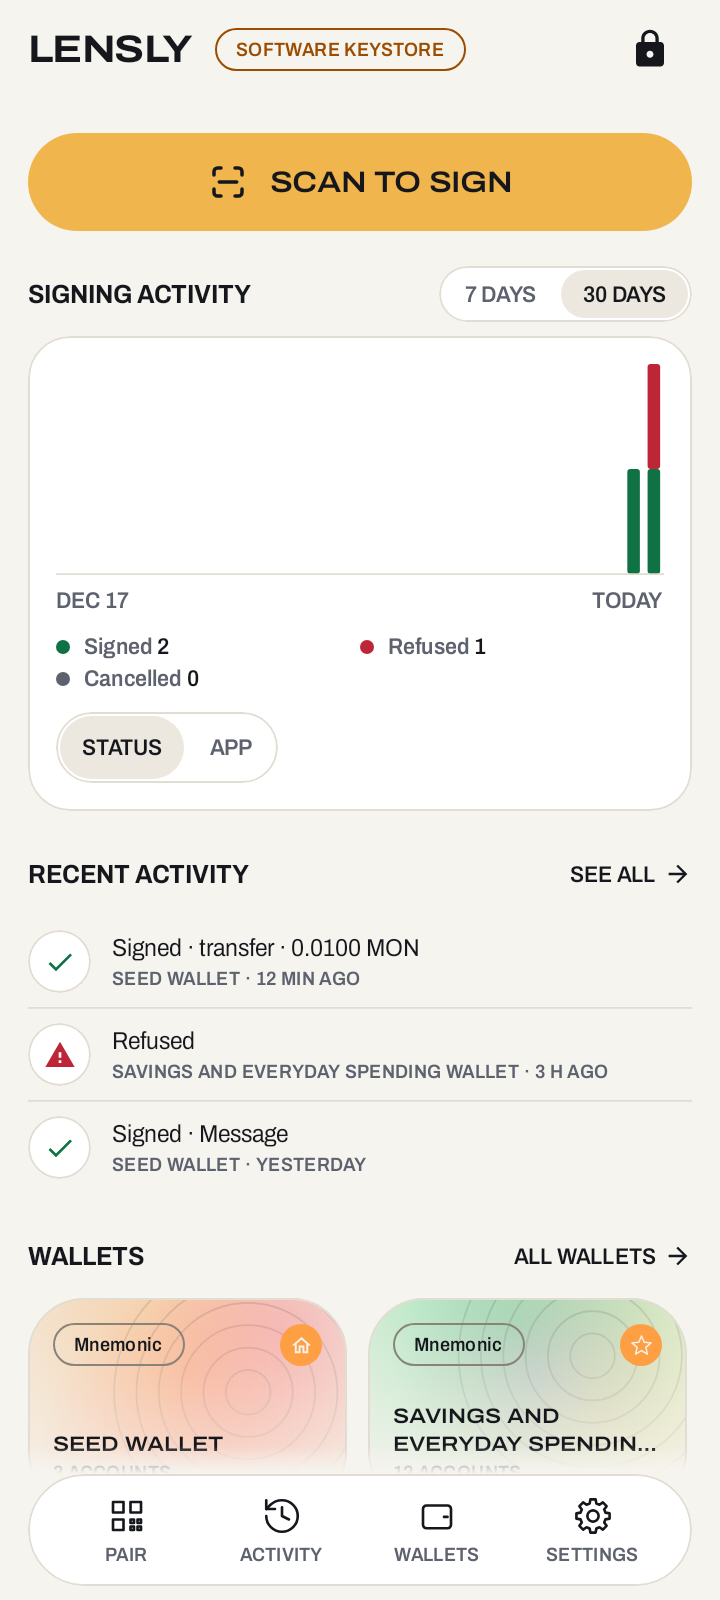 LENSLY
SOFTWARE KEYSTORE
SCAN TO SIGN
SIGNING ACTIVITY
7 DAYS
30 DAYS
DEC 17
TODAY
Signed 2
Refused 1
Cancelled 0
STATUS
APP
RECENT ACTIVITY
SEE ALL
Signed · transfer · 0.0100 MON
SEED WALLET · 12 MIN AGO
Refused
SAVINGS AND EVERYDAY SPENDING WALLET · 3 H AGO
Signed · Message
SEED WALLET · YESTERDAY
WALLETS
ALL WALLETS
Mnemonic
SEED WALLET
Mnemonic
SAVINGS AND
EVERYDAY SPENDIN...
ACCOUNTS
ACCOUNTS
PAIR
ACTIVITY
WALLETS
SETTINGS